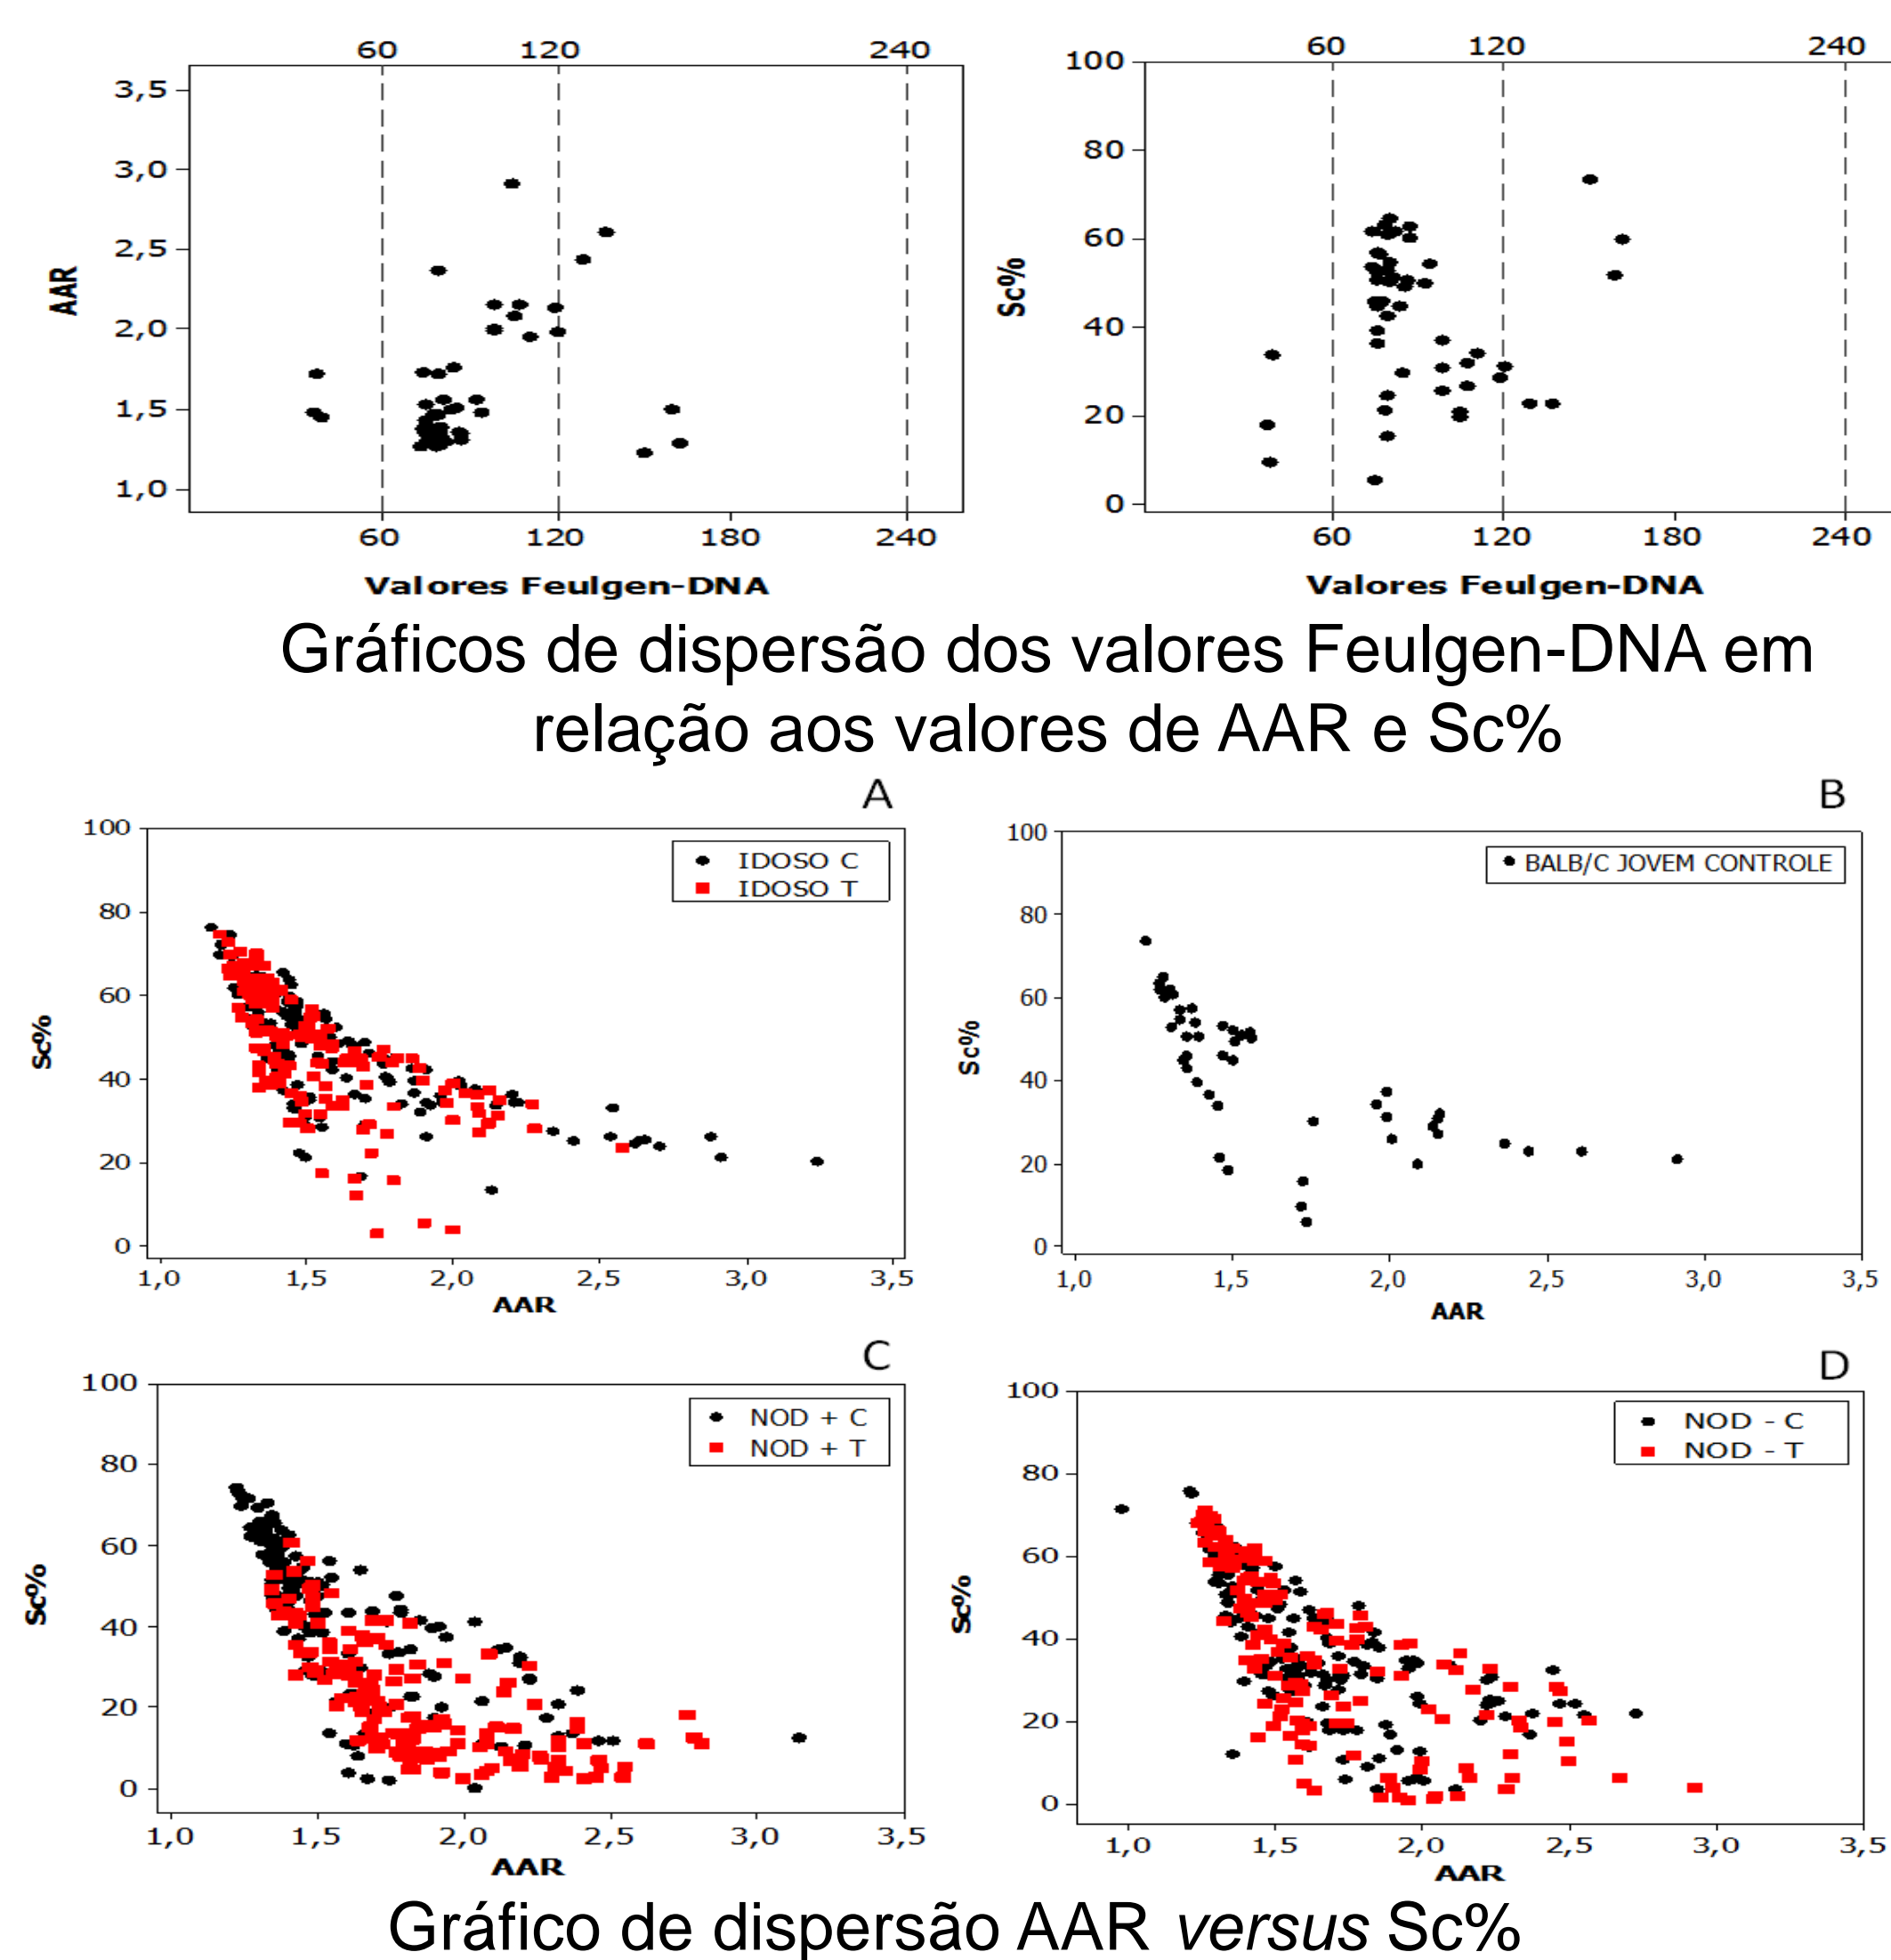 60 120 240
3,5
3,0
2,5
2,0
1,5
1,0
AAR
60 120 180 240
Valores Feulgen-DNA
60 120 240
100
80
60
40
20
0
Sc%
60 120 180 240
Valores Feulgen-DNA
Gráficos de dispersão dos valores Feulgen-DNA em
relação aos valores de AAR e Sc%
A
100
80
60
40
20
0
Sc%
IDOSO C
IDOSO T
1,0 1,5 2,0 2,5 3,0 3,5
AAR
B
100
80
60
40
20
0
Sc%
BALB/C JOVEM CONTROLE
1,0 1,5 2,0 2,5 3,0 3,5
AAR
C
100
80
60
40
20
0
Sc%
NOD + C
NOD + T
1,0 1,5 2,0 2,5 3,0 3,5
AAR
D
100
80
60
40
20
0
Sc%
NOD - C
NOD - T
1,0 1,5 2,0 2,5 3,0 3,5
AAR
Gráfico de dispersão AAR versus Sc%